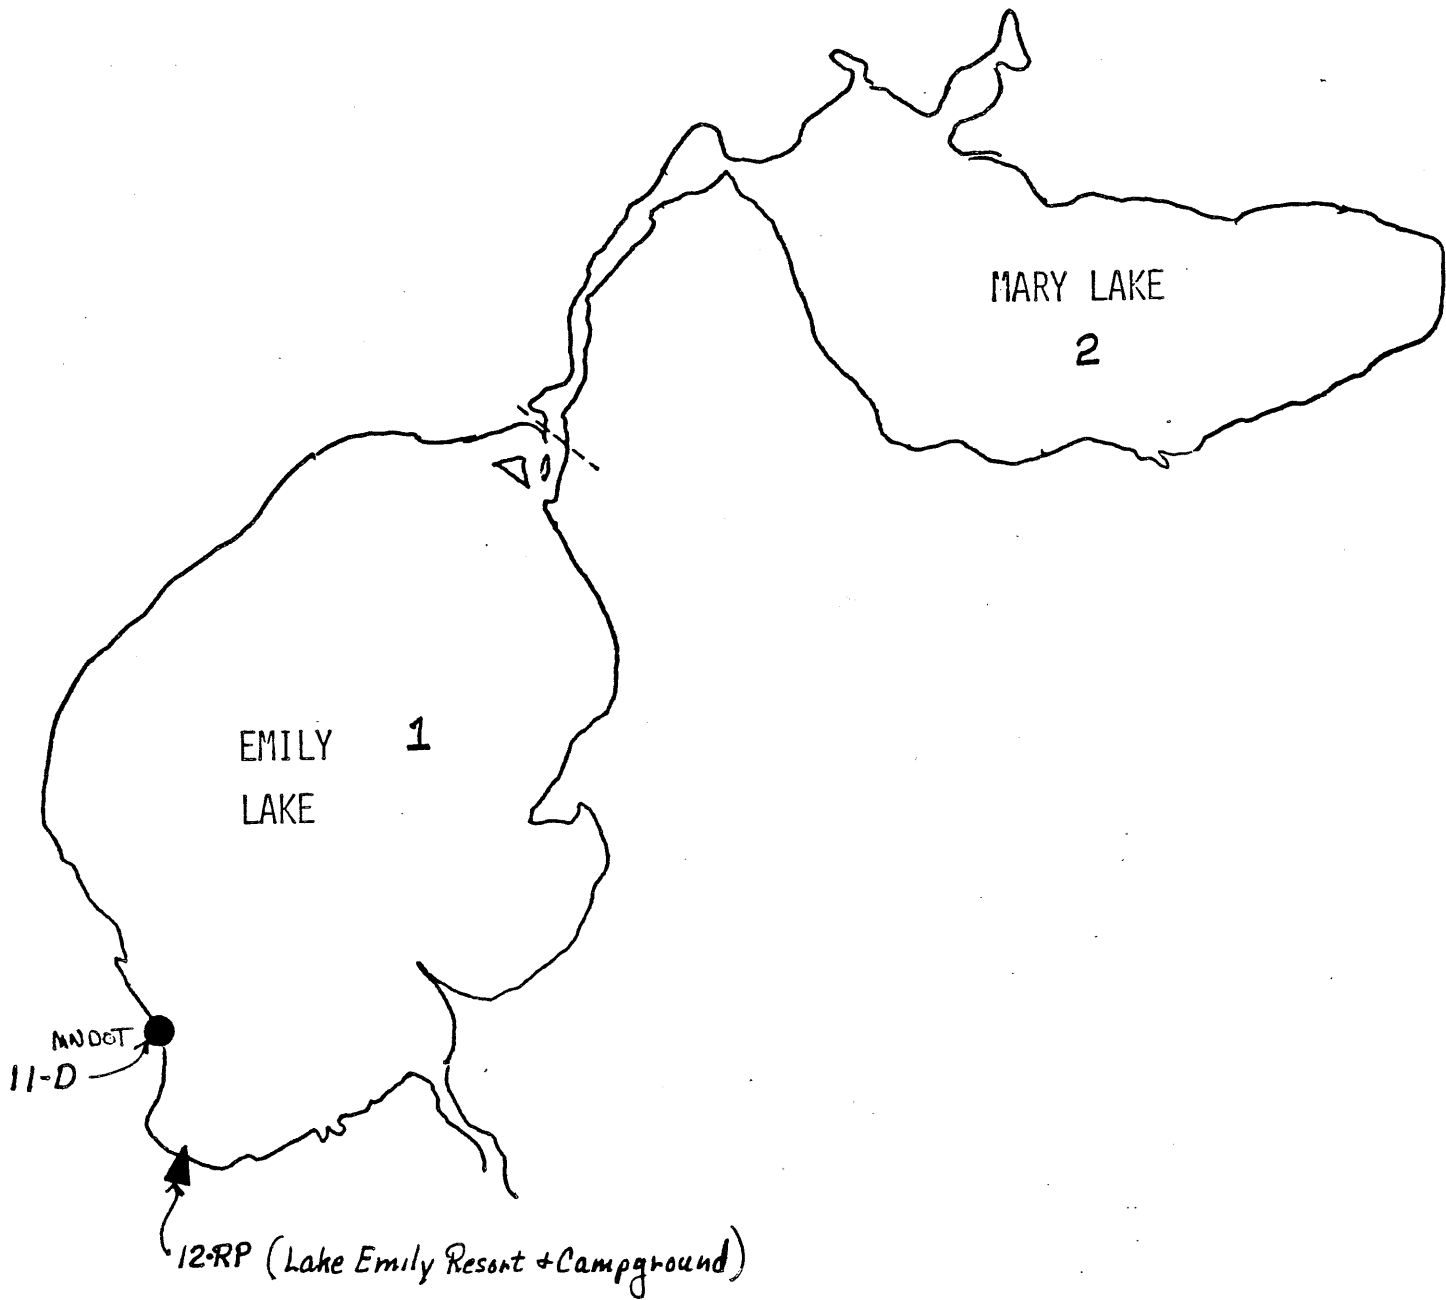 MARY LAKE
2
EMILY 1
LAKE
MNDOT
11-D
12-RP (Lake Emily Resort + Campground)